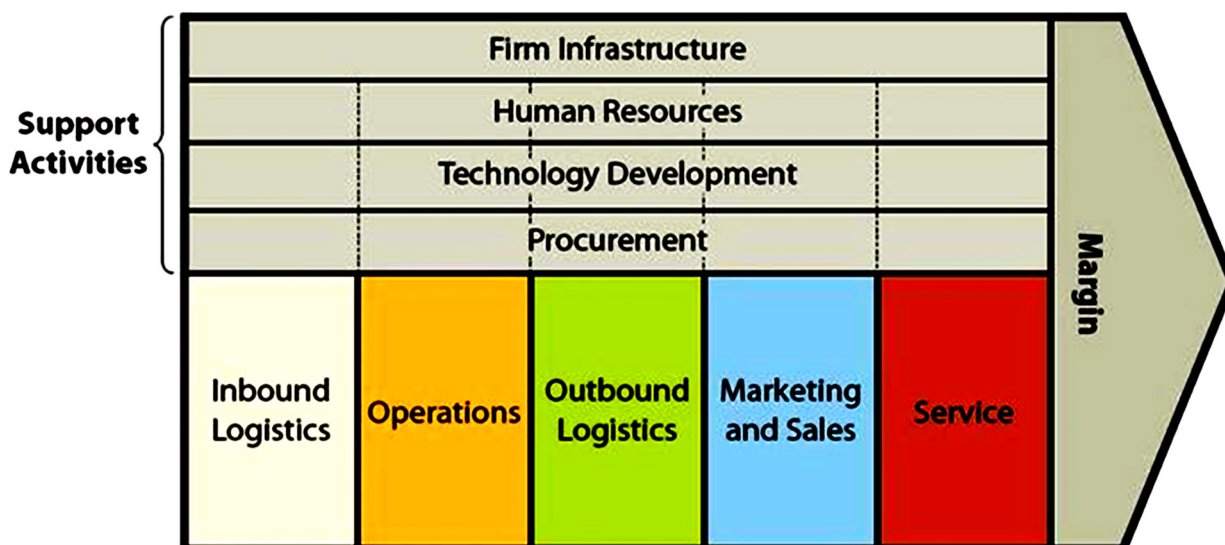 Support
Activities
Firm Infrastructure
Human Resources
Technology Development
Procurement
Inbound
Logistics
Operations
Outbound
Logistics
Marketing
and Sales
Service
Margin